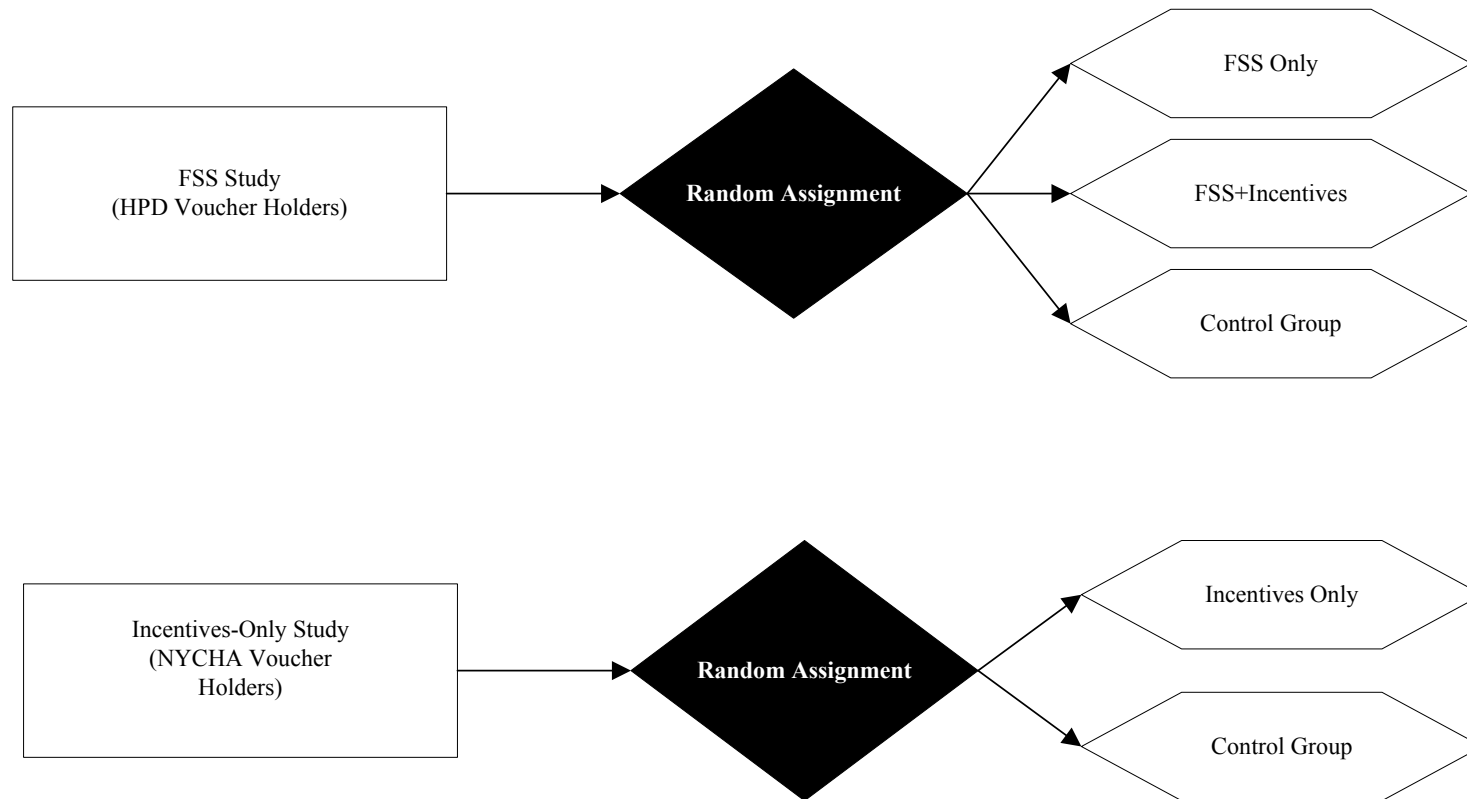 FSS Study
(HPD Voucher Holders)
Random Assignment
FSS Only
FSS+Incentives
Control Group
Incentives-Only Study
(NYCHA Voucher
Holders)
Random Assignment
Incentives Only
Control Group